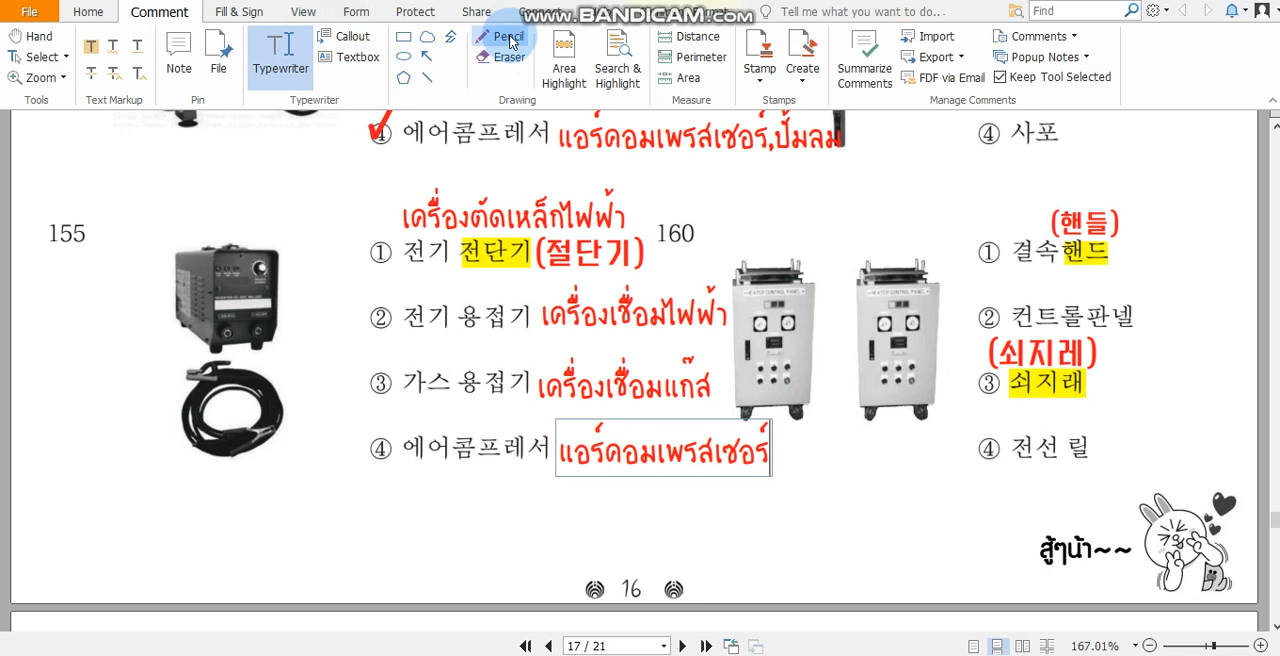 File Home Comment Fill & Sign View Form Protect Share Connect Tell me what you want to do.. Find
www.BANDICAM.com
Hand Select Zoom Tools
Text Markup
Note File Pin
Typewriter Callout Textbox Typewriter
Pencil Eraser Area Highlight Search & Highlight Drawing
Distance Perimeter Area Measure
Stamp Create Stamps
Summarize Comments Import Export FDF via Email Comments Popup Notes Keep Tool Selected Manage Comments
④ 에어콤프레서 แอร์คอมเพรสเซอร์,ปั้มลม
④ 사포
155
เครื่องตัดเหล็กไฟฟ้า
① 전기 전단기 (절단기)
② 전기 용접기 เครื่องเชื่อมไฟฟ้า
③ 가스 용접기 เครื่องเชื่อมแก๊ส
④ 에어콤프레서 แอร์คอมเพรสเซอร์
160
HEATER CONTROL PANEL
HEATER CONTROL PANEL
(핸들)
① 결속핸드
② 컨트롤판넬
(쇠지레)
③ 쇠지래
④ 전선 릴
สู้ๆน้า~~
16
17 / 21
167.01%